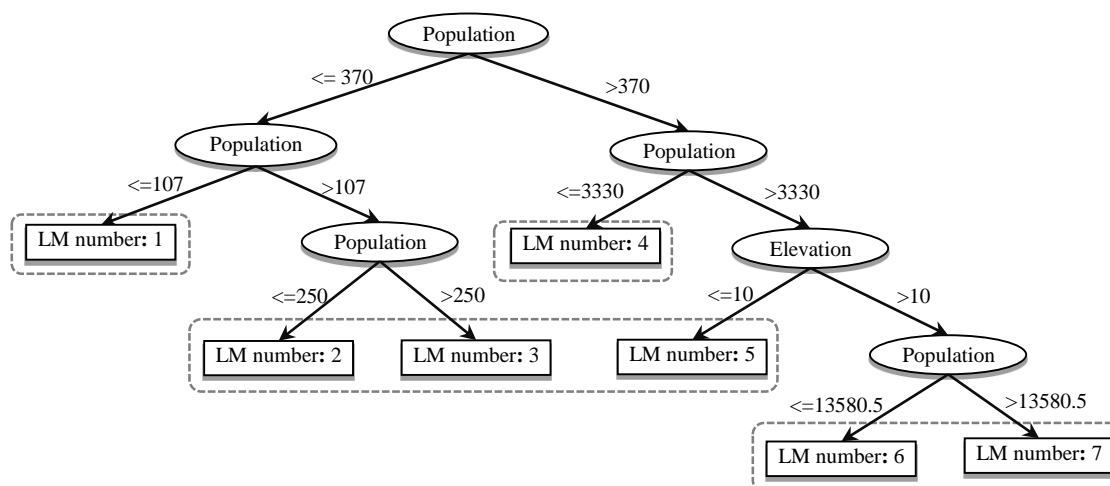 Population
<= 370
>370
Population
Population
<=107
>107
<=3330
>3330
LM number: 1
Population
LM number: 4
Elevation
<=250
>250
<=10
>10
LM number: 2
LM number: 3
LM number: 5
Population
<=13580.5
>13580.5
LM number: 6
LM number: 7